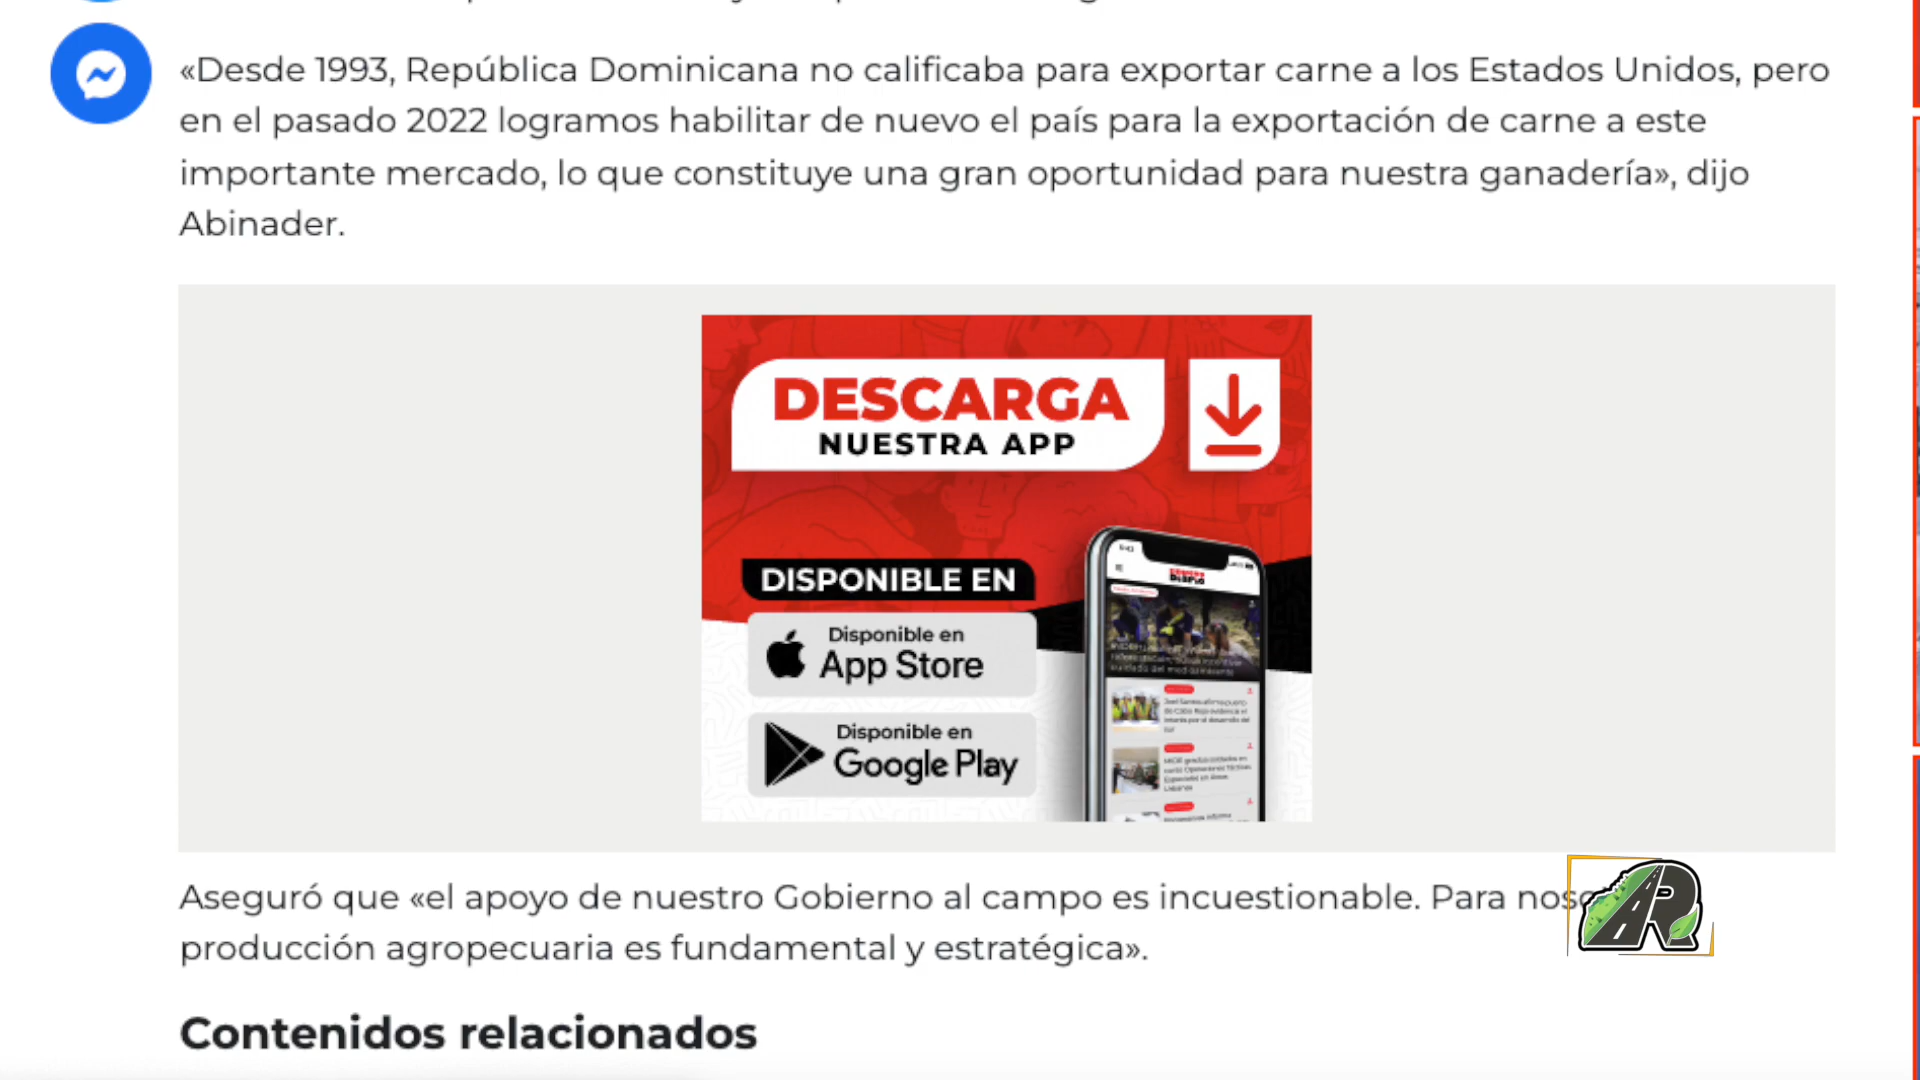 «Desde 1993, República Dominicana no calificaba para exportar carne a los Estados Unidos, pero
en el pasado 2022 logramos habilitar de nuevo el país para la exportación de carne a este
importante mercado, lo que constituye una gran oportunidad para nuestra ganadería», dijo
Abinader.
DESCARGA
NUESTRA APP
DISPONIBLE EN
Disponible en
App Store
Disponible en
Google Play
Aseguró que «el apoyo de nuestro Gobierno al campo es incuestionable. Para
producción agropecuaria es fundamental y estratégica».
Contenidos relacionados